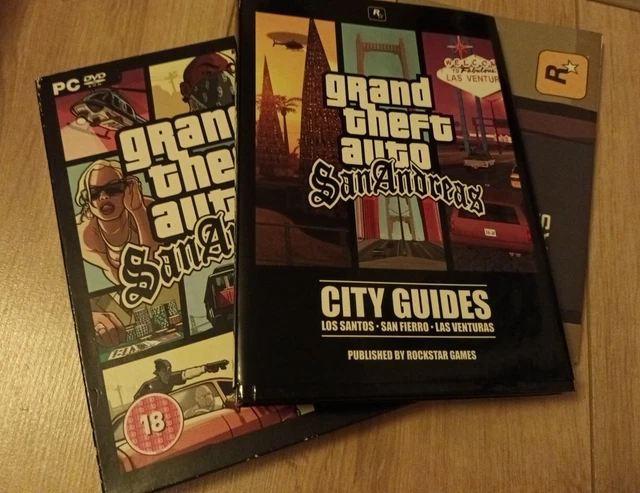 PC DVD
grand
theft
auto
San Andreas
18
R
WELCOME
TO Fabulous
LAS VENTUR
grand
theft
auto
San Andreas
CITY GUIDES
LOS SANTOS • SAN FIERRO • LAS VENTURAS
PUBLISHED BY ROCKSTAR GAMES
R